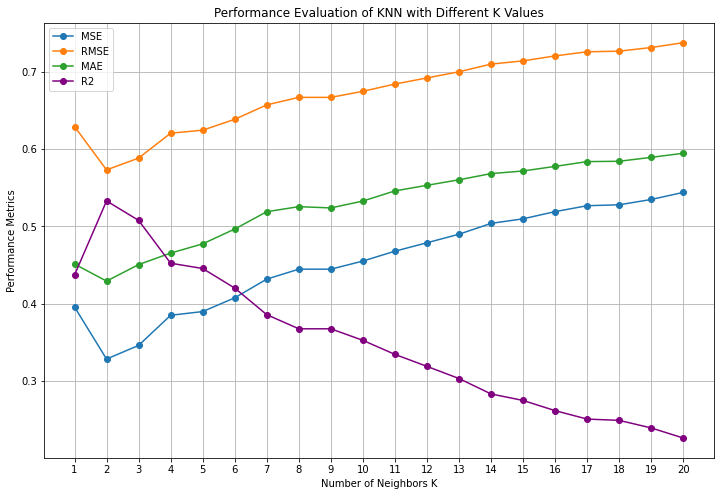 Performance Evaluation of KNN with Different K Values
MSE
RMSE
MAE
R2
Performance Metrics
0.7
0.6
0.5
0.4
0.3
1 2 3 4 5 6 7 8 9 10 11 12 13 14 15 16 17 18 19 20
Number of Neighbors K